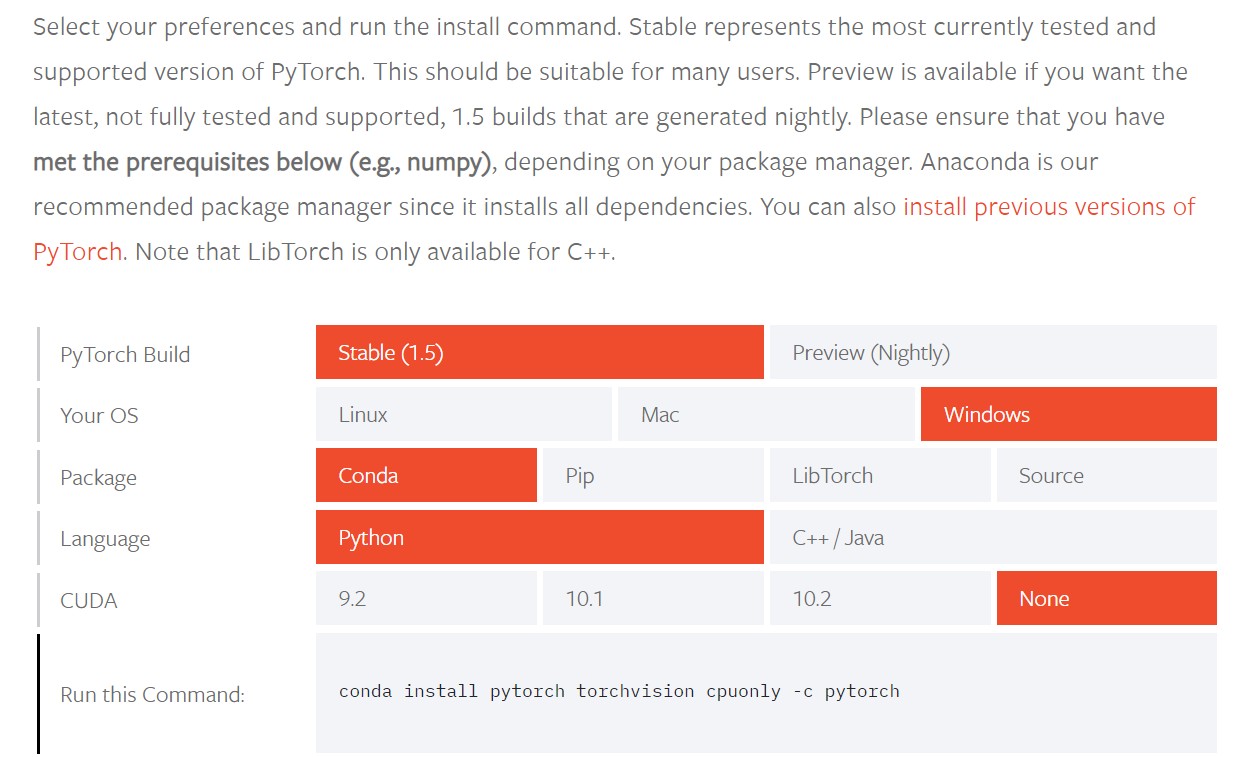 Select your preferences and run the install command. Stable represents the most currently tested and
supported version of PyTorch. This should be suitable for many users. Preview is available if you want the
latest, not fully tested and supported, 1.5 builds that are generated nightly. Please ensure that you have
met the prerequisites below (e.g., numpy), depending on your package manager. Anaconda is our
recommended package manager since it installs all dependencies. You can also install previous versions of
PyTorch. Note that LibTorch is only available for C++.
PyTorch Build Stable (1.5) Preview (Nightly)
Your OS Linux Mac Windows
Package Conda Pip LibTorch Source
Language Python C++ / Java
CUDA 9.2 10.1 10.2 None
Run this Command: conda install pytorch torchvision cpuonly -c pytorch